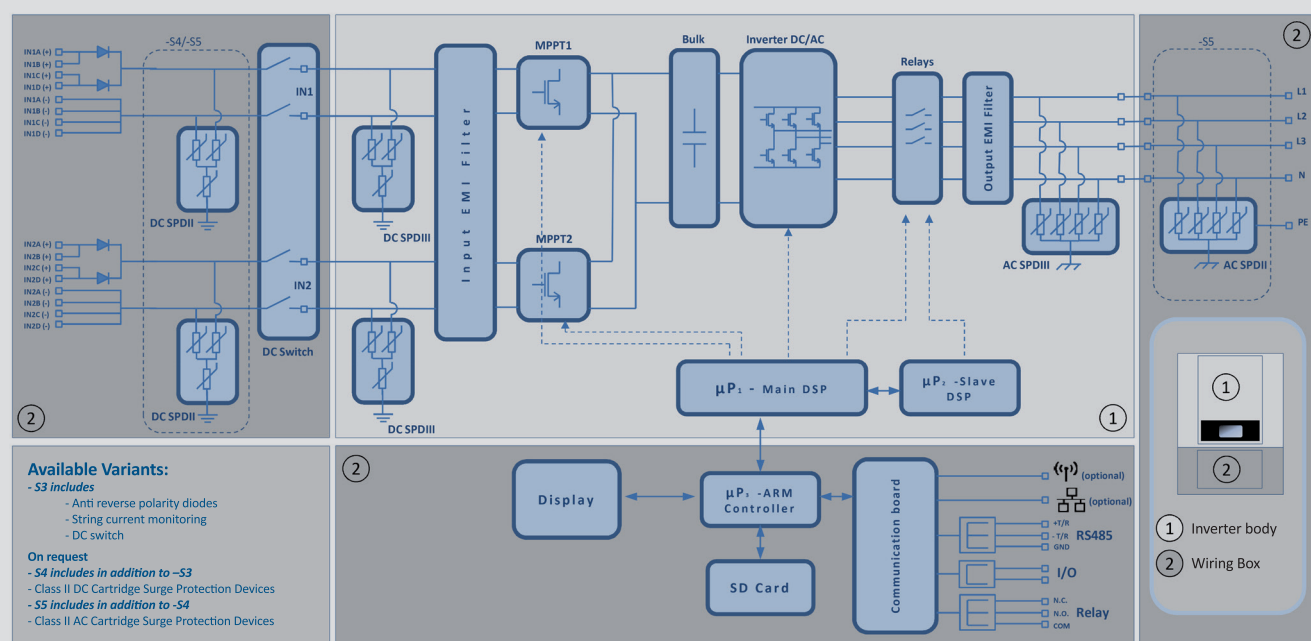 -S4/-S5
IN1A (+)
IN1B (+)
IN1C (+)
IN1D (+)
IN1A (-)
IN1B (-)
IN1C (-)
IN1D (-)
DC SPDII
IN1
IN2A (+)
IN2B (+)
IN2C (+)
IN2D (+)
IN2A (-)
IN2B (-)
IN2C (-)
IN2D (-)
DC SPDII
IN2
DC Switch
2
DC SPDIII
DC SPDIII
Input EMI Filter
MPPT1
MPPT2
Bulk
Inverter DC/AC
Relays
Output EMI Filter
AC SPDIII
µP₁ - Main DSP
µP₂ -Slave
DSP
1
-S5
2
L1
L2
L3
N
PE
AC SPDII
1
2
1 Inverter body
2 Wiring Box
Available Variants:
- S3 includes
- Anti reverse polarity diodes
- String current monitoring
- DC switch
On request
- S4 includes in addition to –S3
- Class II DC Cartridge Surge Protection Devices
- S5 includes in addition to -S4
- Class II AC Cartridge Surge Protection Devices
2
Display
µP₃ -ARM
Controller
SD Card
Communication board
(optional)
(optional)
+T/R
- T/R
GND
RS485
I/O
N.C.
N.O.
COM
Relay